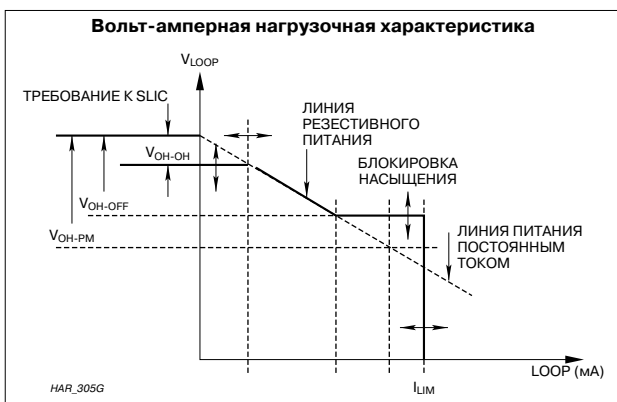 Вольт-амперная нагрузочная характеристика
VLOOP
ТРЕБОВАНИЕ К SLIC
ЛИНИЯ
РЕЗЕСТИВНОГО
ПИТАНИЯ
БЛОКИРОВКА
НАСЫЩЕНИЯ
VOH-OH
VOH-OFF
VOH-PM
ЛИНИЯ ПИТАНИЯ
ПОСТОЯННЫМ
ТОКОМ
LOOP (мА)
HAR_305G
ILIM